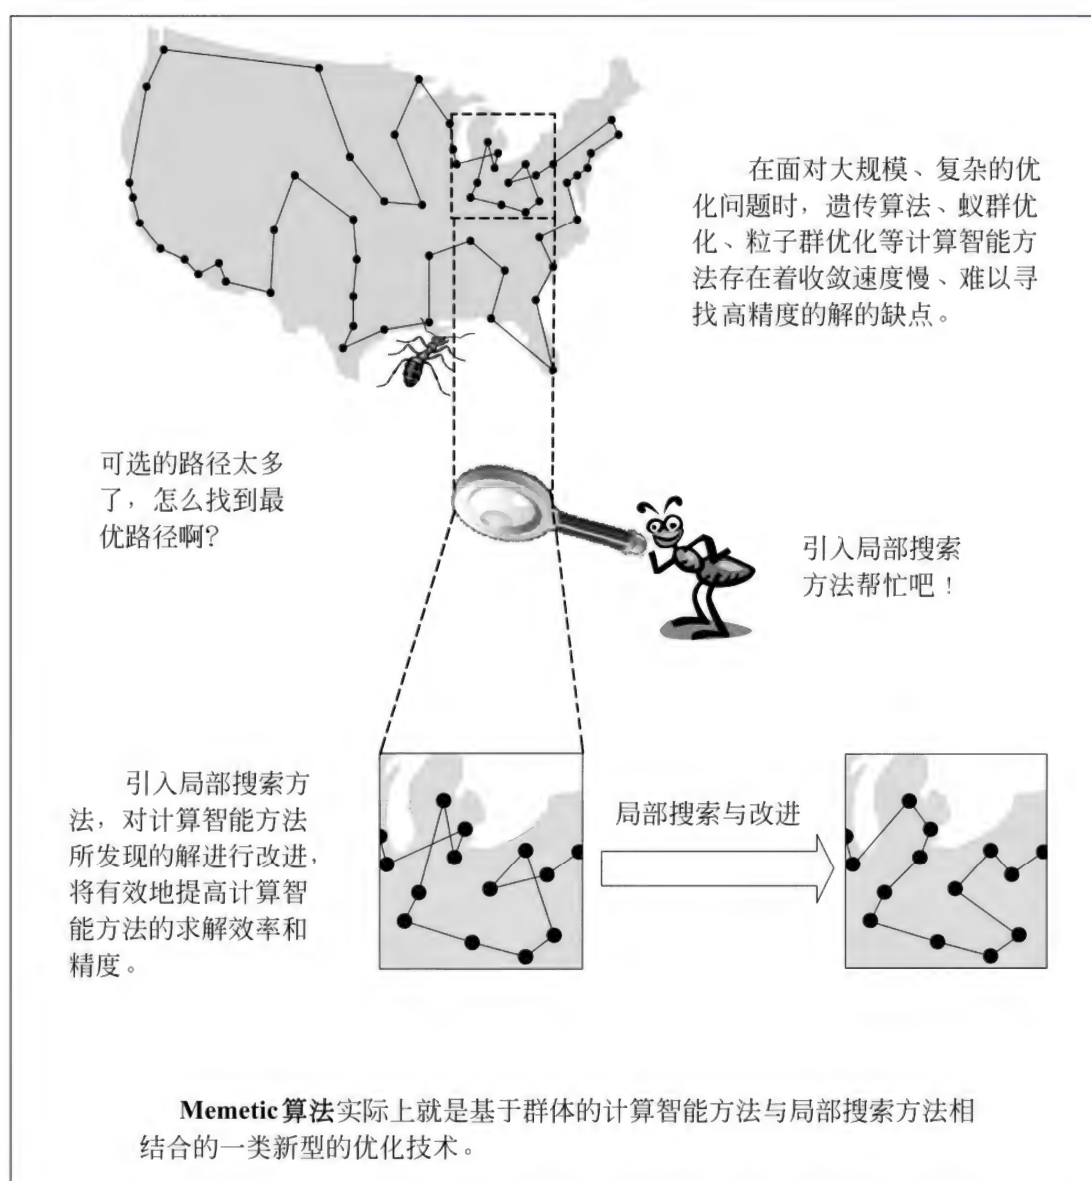 在面对大规模、复杂的优
化问题时，遗传算法、蚁群优
化、粒子群优化等计算智能方
法存在着收敛速度慢、难以寻
找高精度的解的缺点。
可选的路径太多
了，怎么找到最
优路径啊?
引入局部搜索
方法帮忙吧！
引入局部搜索方
法，对计算智能方法
所发现的解进行改进，
将有效地提高计算智
能方法的求解效率和
精度。
局部搜索与改进
Memetic算法实际上就是基于群体的计算智能方法与局部搜索方法相
结合的一类新型的优化技术。